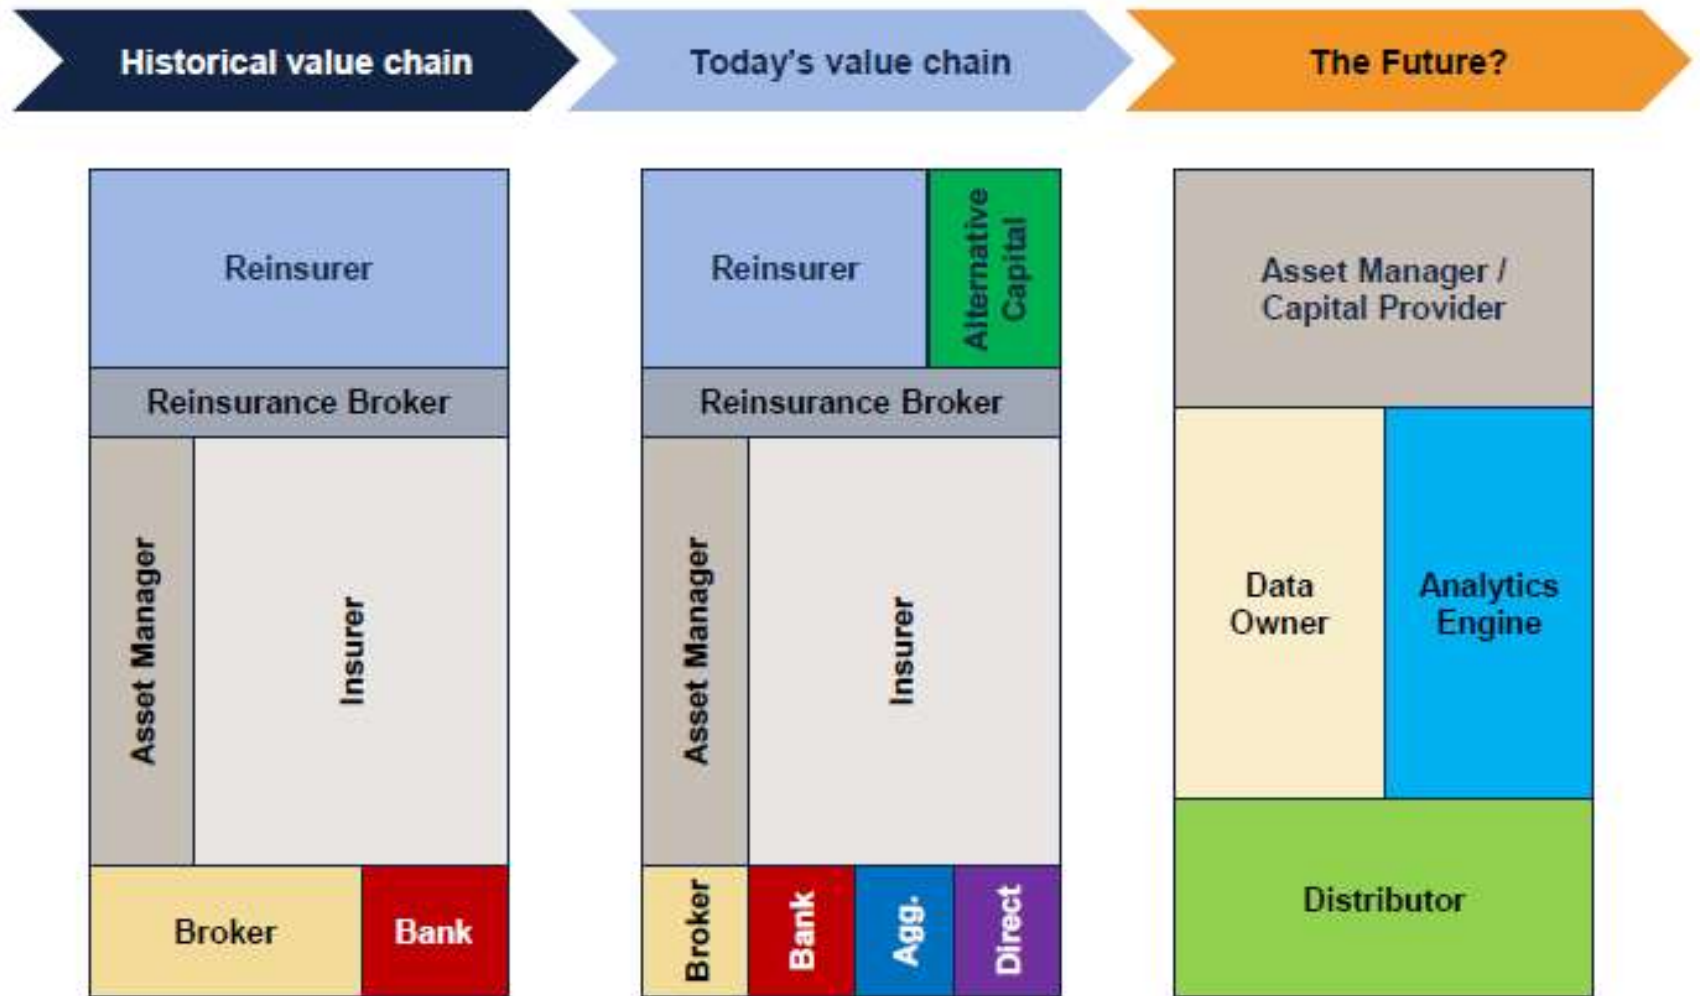 Historical value chain
Today's value chain
The Future?
Reinsurer
Reinsurance Broker
Asset Manager
Insurer
Broker
Bank
Reinsurer
Alternative
Capital
Reinsurance Broker
Asset Manager
Insurer
Broker
Bank
Agg.
Direct
Asset Manager /
Capital Provider
Data
Owner
Analytics
Engine
Distributor